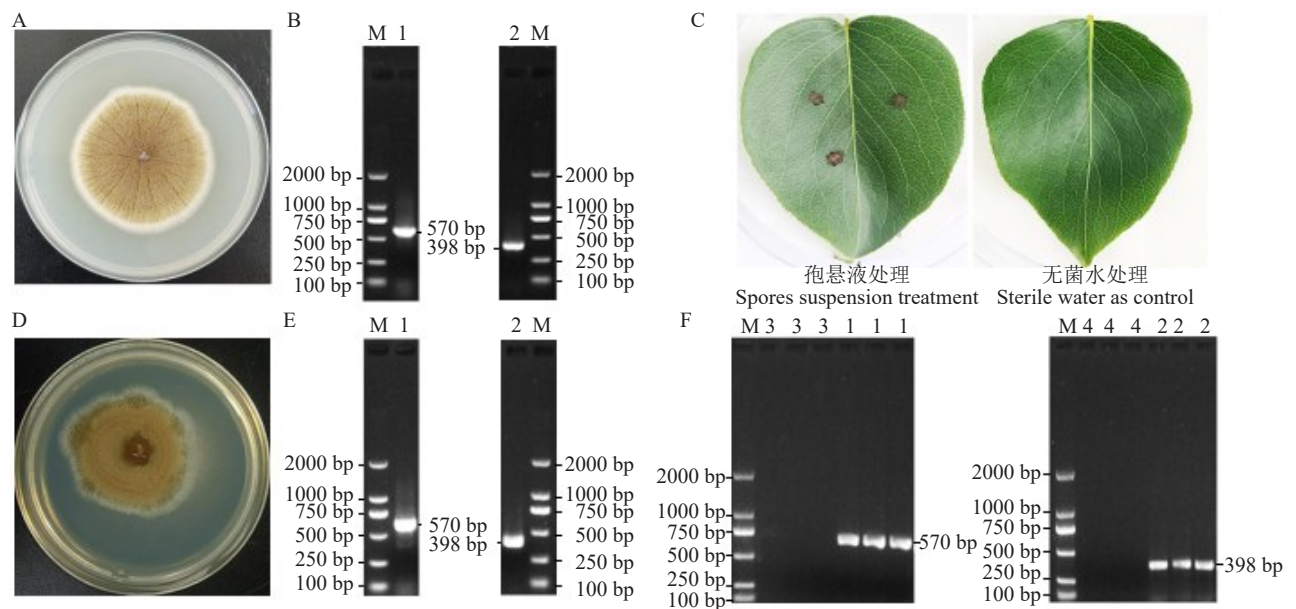 A
B
M 1
2 M
2000 bp
1000 bp
750 bp
500 bp
250 bp
100 bp
570 bp
398 bp
2000 bp
1000 bp
750 bp
500 bp
250 bp
100 bp
C
孢悬液处理
Spores suspension treatment
无菌水处理
Sterile water as control
D
E
M 1
2 M
2000 bp
1000 bp
750 bp
500 bp
250 bp
100 bp
570 bp
398 bp
2000 bp
1000 bp
750 bp
500 bp
250 bp
100 bp
F
M 3 3 3 1 1 1
2000 bp
1000 bp
750 bp
500 bp
250 bp
100 bp
570 bp
M 4 4 4 2 2 2
2000 bp
1000 bp
750 bp
500 bp
250 bp
100 bp
398 bp